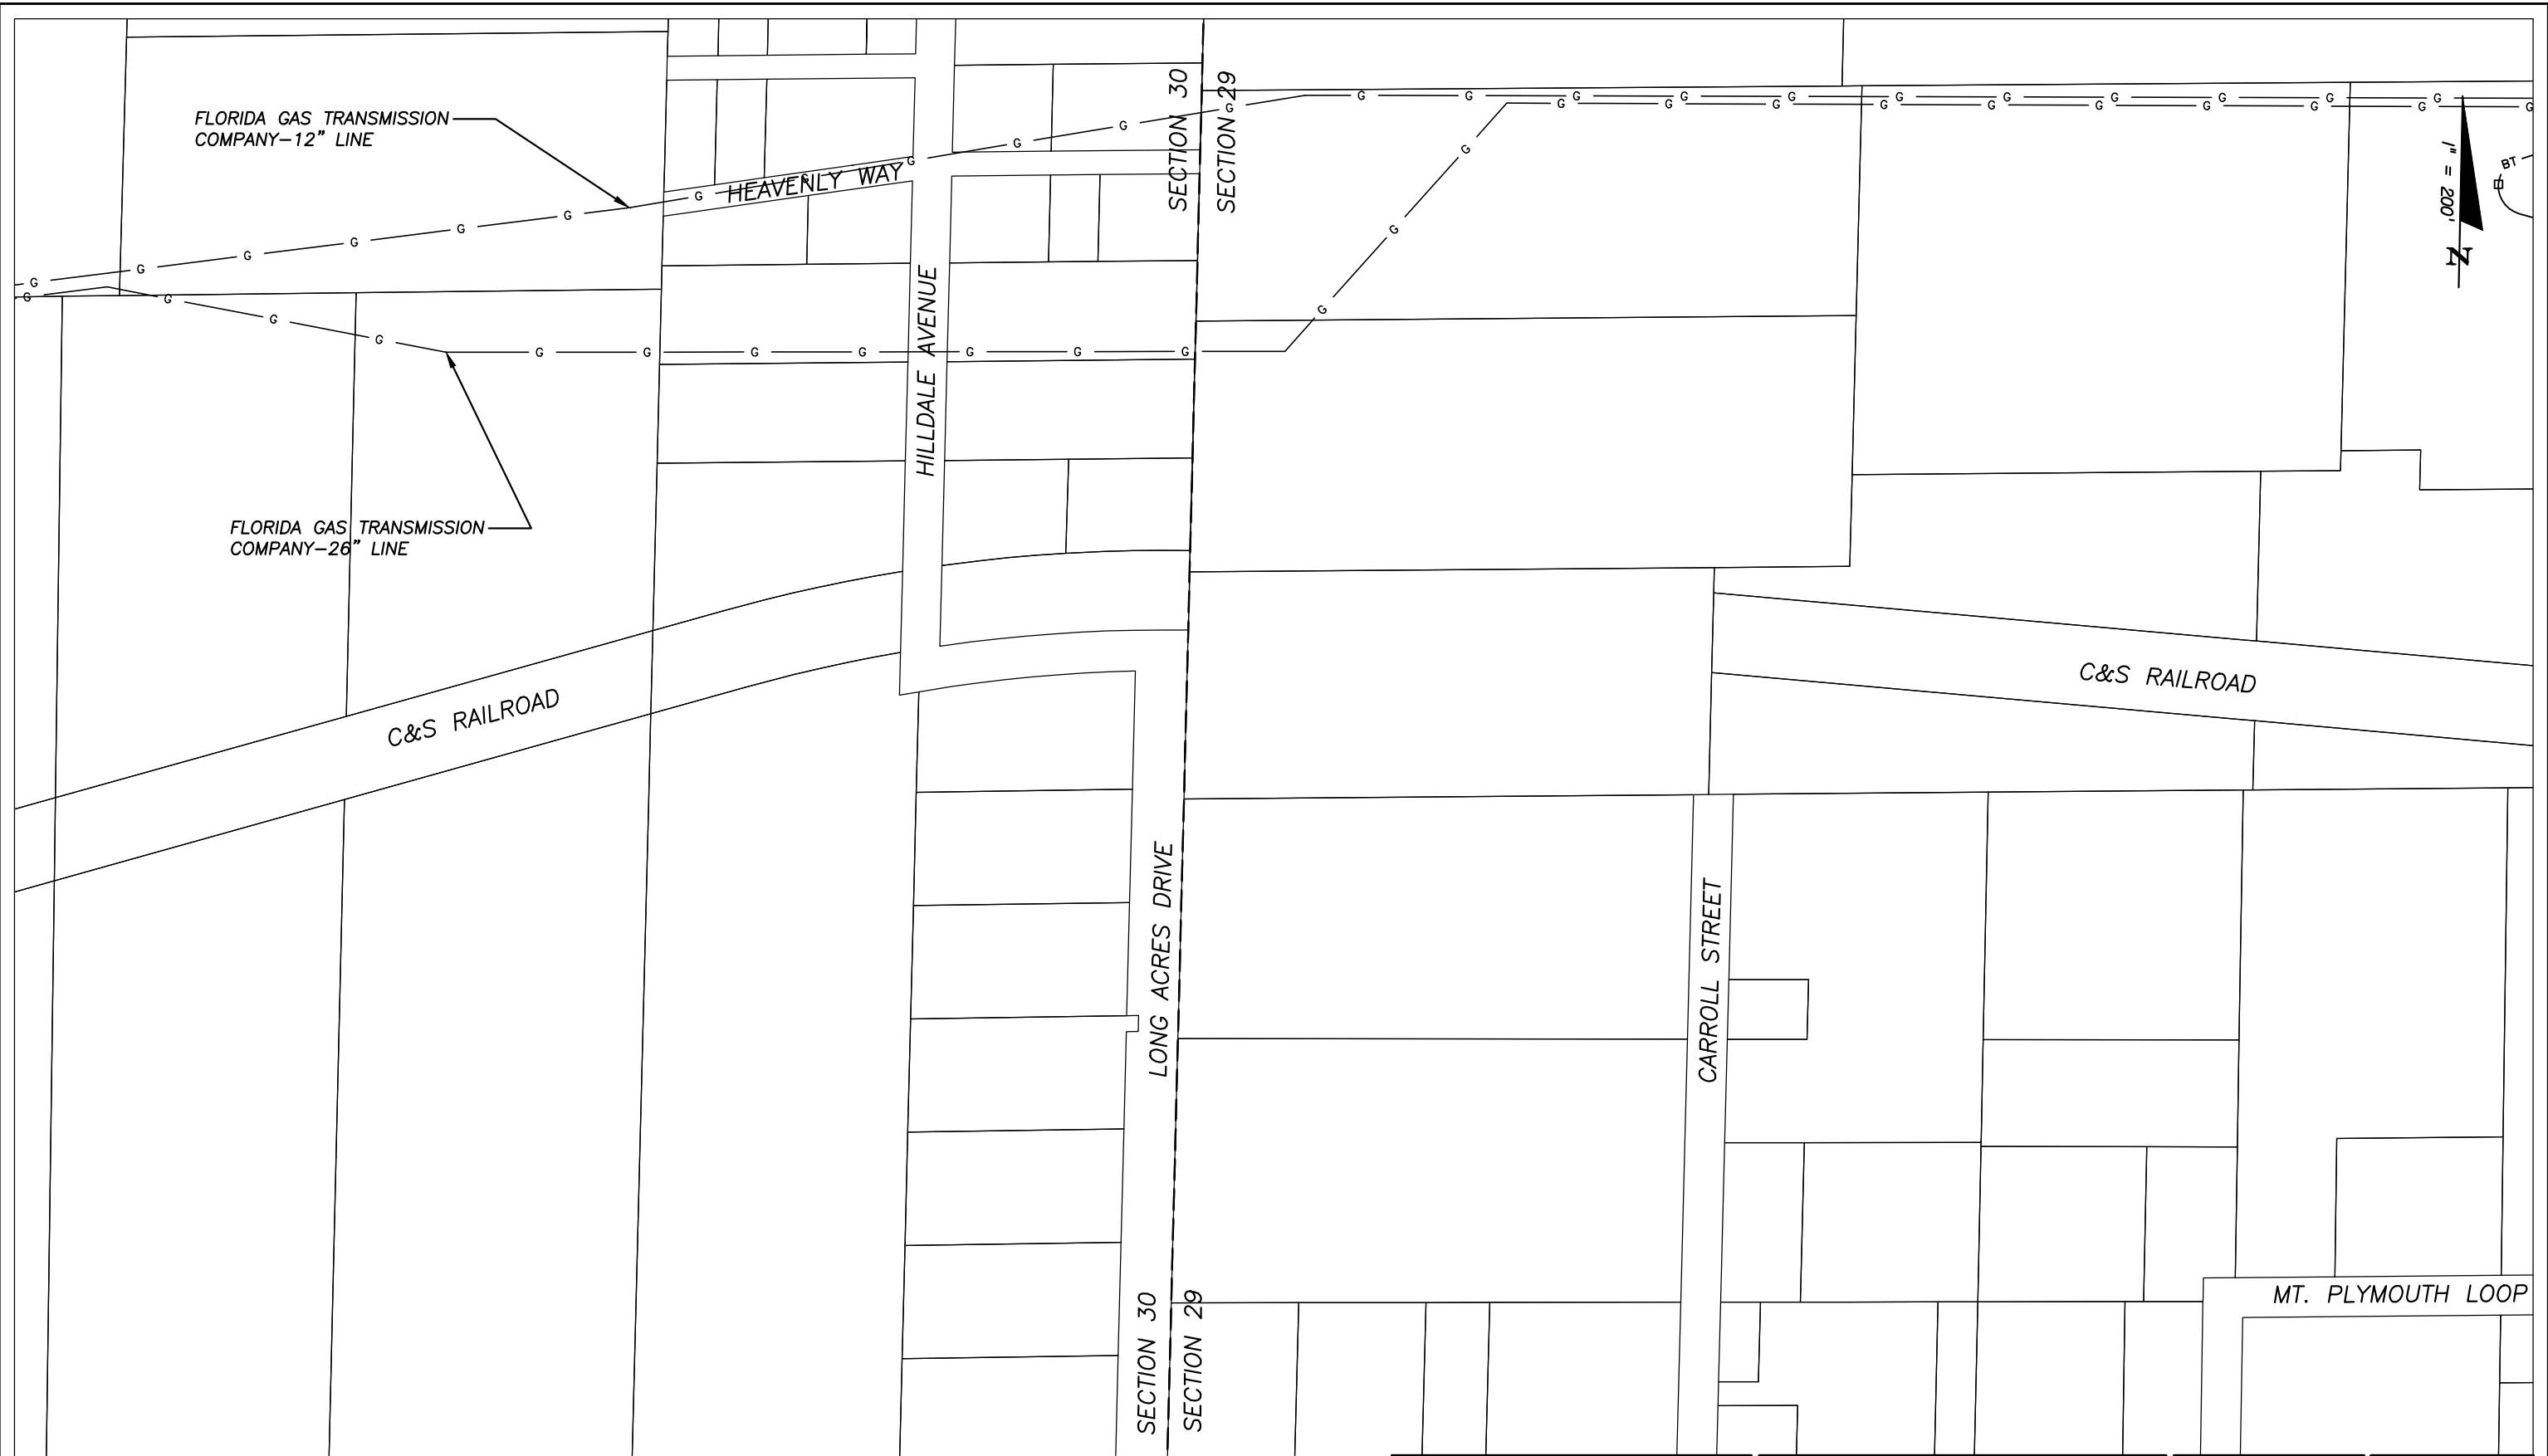 FLORIDA GAS TRANSMISSION
COMPANY-12" LINE
HEAVENLY WAY
SECTION 30
SECTION 29
1" = 200'
N
BT
HILLDALE AVENUE
FLORIDA GAS TRANSMISSION
COMPANY-26" LINE
C&S RAILROAD
C&S RAILROAD
LONG ACRES DRIVE
CARROLL STREET
SECTION 30
SECTION 29
MT. PLYMOUTH LOOP
G G G G G G G G G G G G G G G G G G G G G G G
G G G G G G G G G G G G G G G G G G G G G G G G G